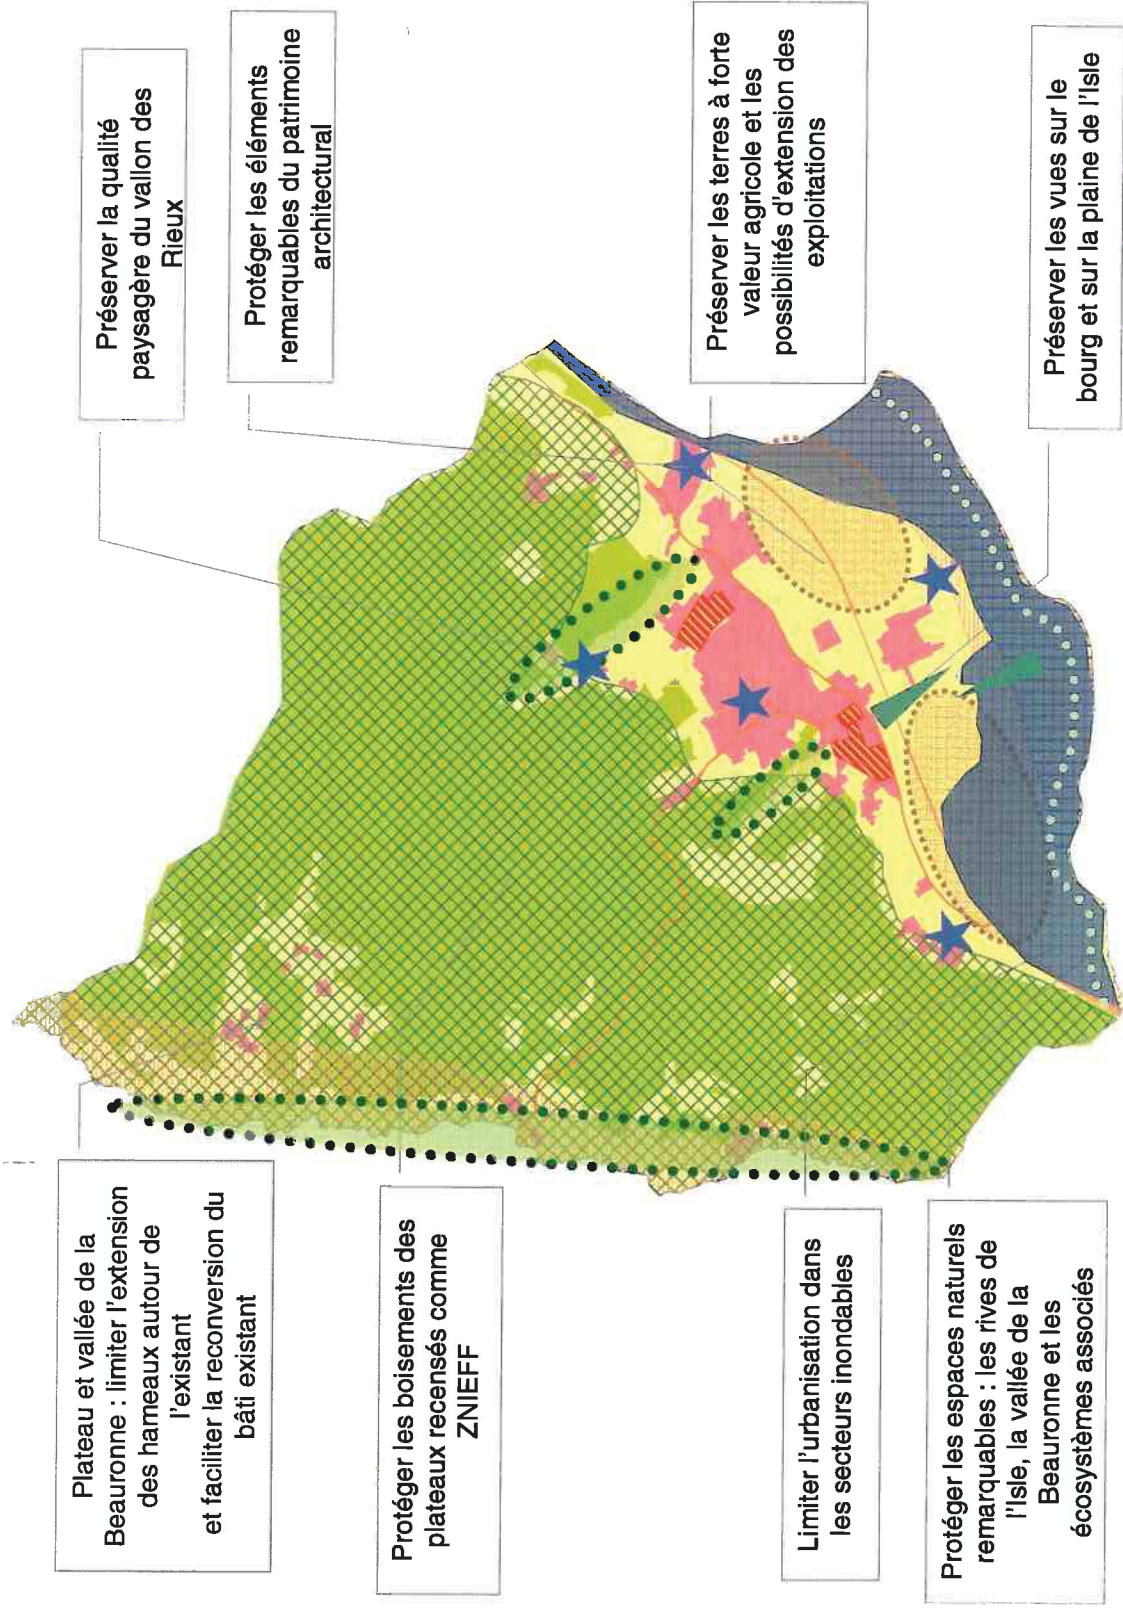 Plateau et vallée de la
Beauronne : limiter l'extension
des hameaux autour de
l'existant
et faciliter la reconversion du
bâti existant
Préserver la qualité
paysagère du vallon des
Rieux
Protéger les éléments
remarquables du patrimoine
architectural
Protéger les boisements des
plateaux recensés comme
ZNIEFF
Préserver les terres à forte
valeur agricole et les
possibilités d'extension des
exploitations
Limiter l'urbanisation dans
les secteurs inondables
Protéger les espaces naturels
remarquables : les rives de
l'Isle, la vallée de la
Beauronne et les
écosystèmes associés
Préserver les vues sur le
bourg et sur la plaine de l'Isle